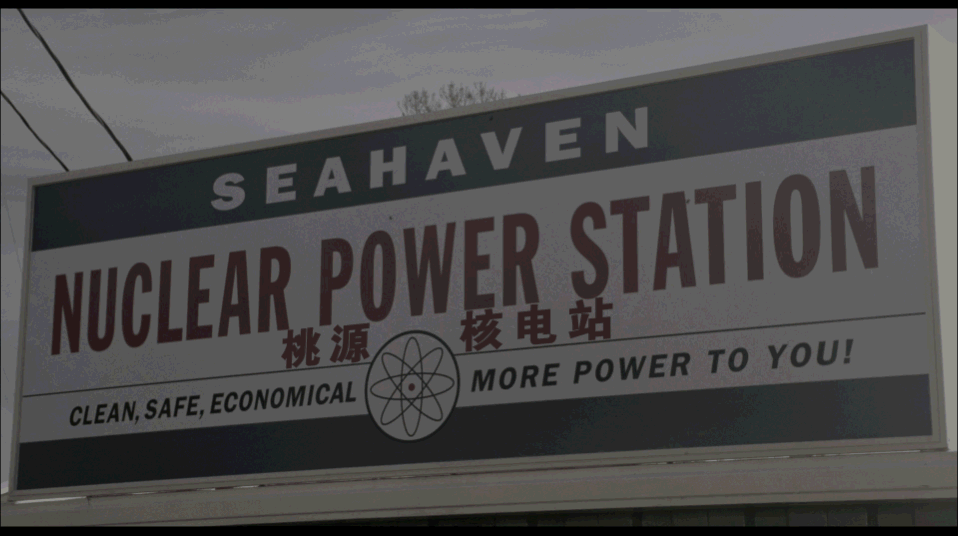 SEAHAVEN
NUCLEAR POWER STATION
桃源 核电站
CLEAN, SAFE, ECONOMICAL MORE POWER TO YOU!